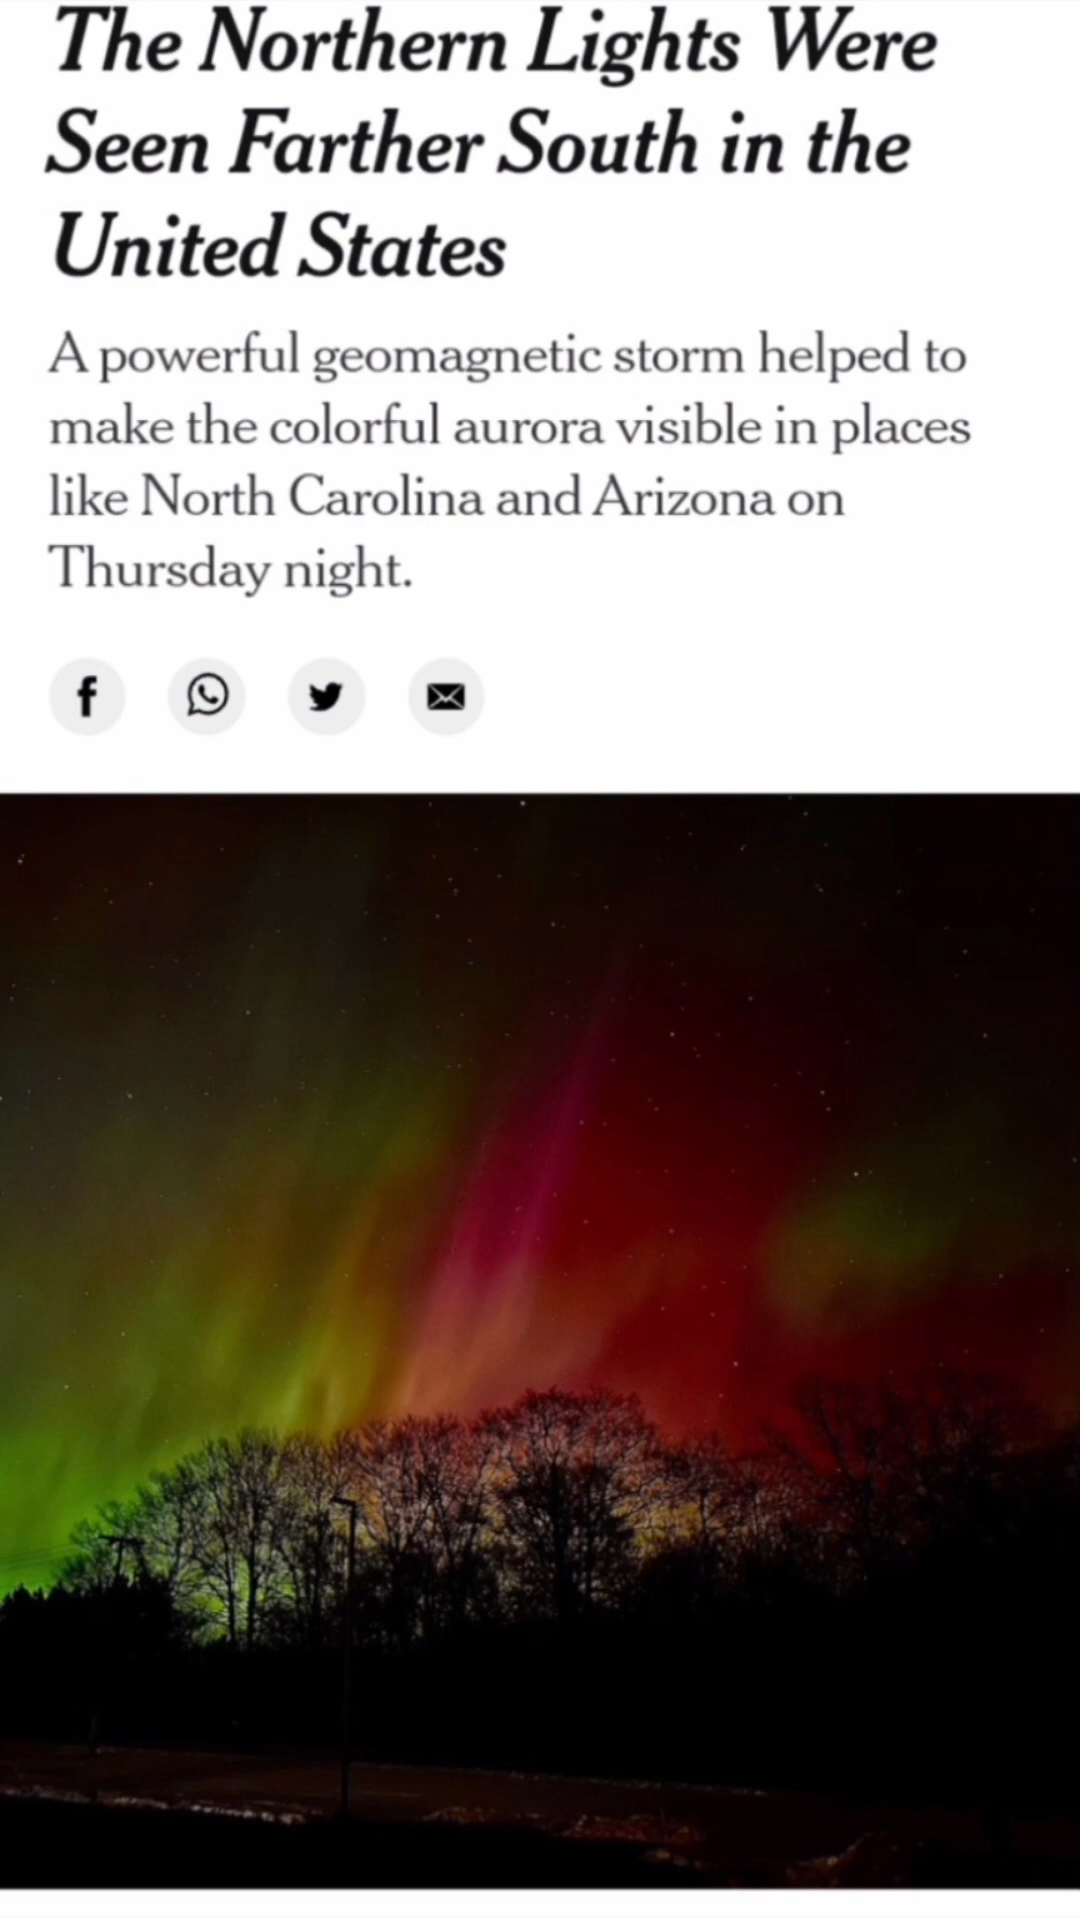 The Northern Lights Were
Seen Farther South in the
United States
A powerful geomagnetic storm helped to
make the colorful aurora visible in places
like North Carolina and Arizona on
Thursday night.